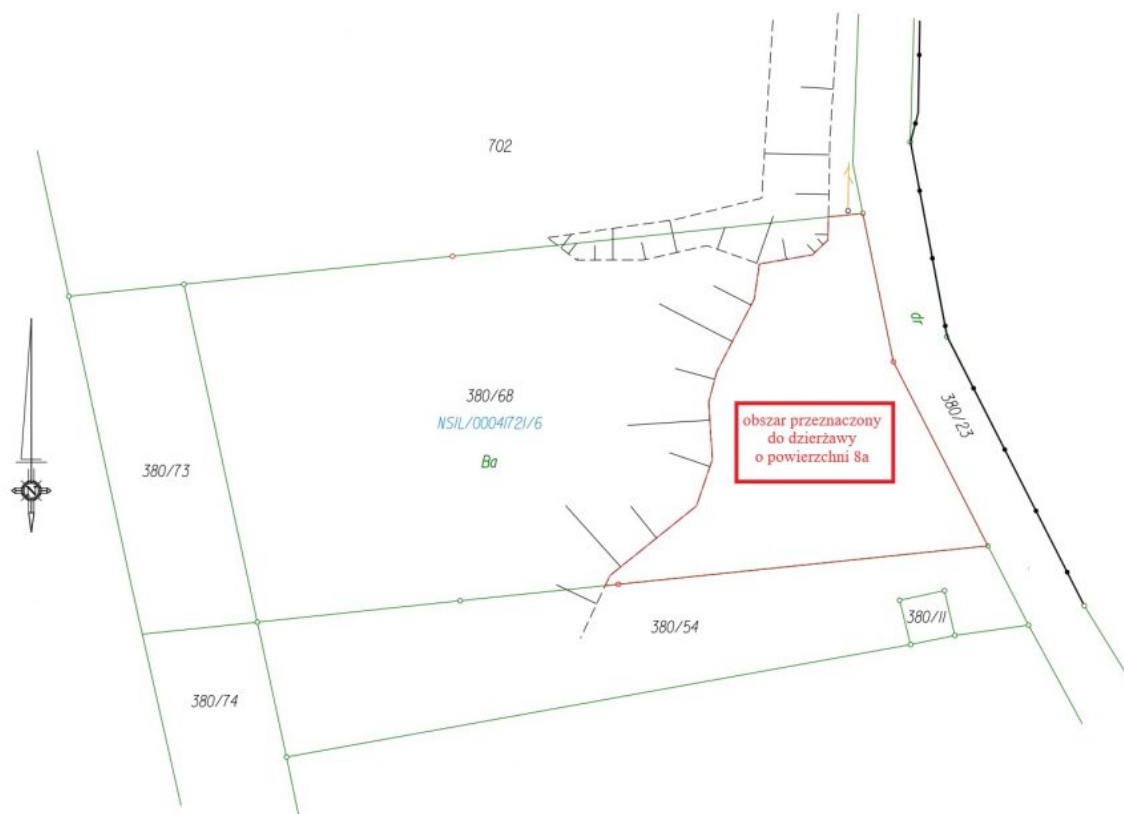 702
dr
380/68
NS1L/00041721/6
380/23
obszar przeznaczony
do dzierżawy
o powierzchni 8a
Ba
380/73
N
380/11
380/54
380/74